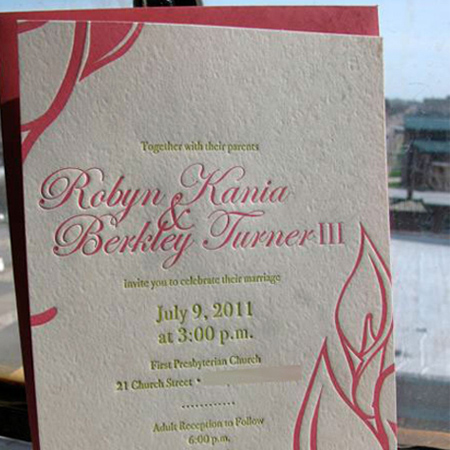 Together with their parents
Robyn Kania
&
Berkley Turner III
invite you to celebrate their marriage
July 9, 2011
at 3:00 p.m.
First Presbyterian Church
21 Church Street •
............
Adult Reception to Follow
6:00 p.m.